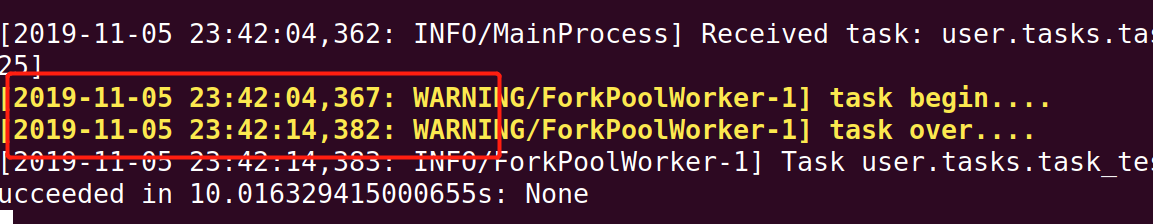 [2019-11-05 23:42:04,362: INFO/MainProcess] Received task: user.tasks.tas
25]
[2019-11-05 23:42:04,367: WARNING/ForkPoolWorker-1] task begin....
[2019-11-05 23:42:14,382: WARNING/ForkPoolWorker-1] task over....
[2019-11-05 23:42:14,383: INFO/ForkPoolWorker-1] Task user.tasks.task_tes
ucceeded in 10.016329415000655s: None